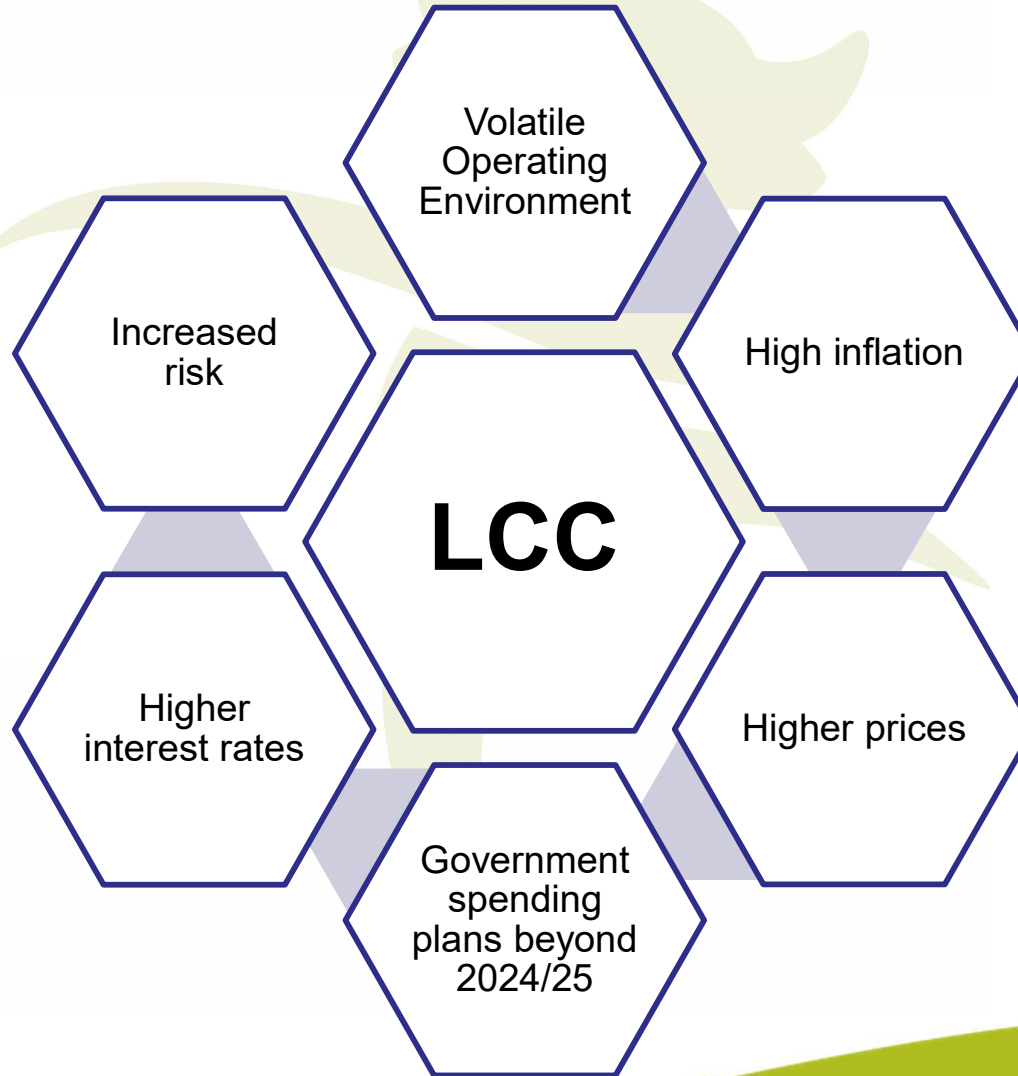 Volatile
Operating
Environment
Increased
risk
High inflation
LCC
Higher
interest rates
Higher prices
Government
spending
plans beyond
2024/25